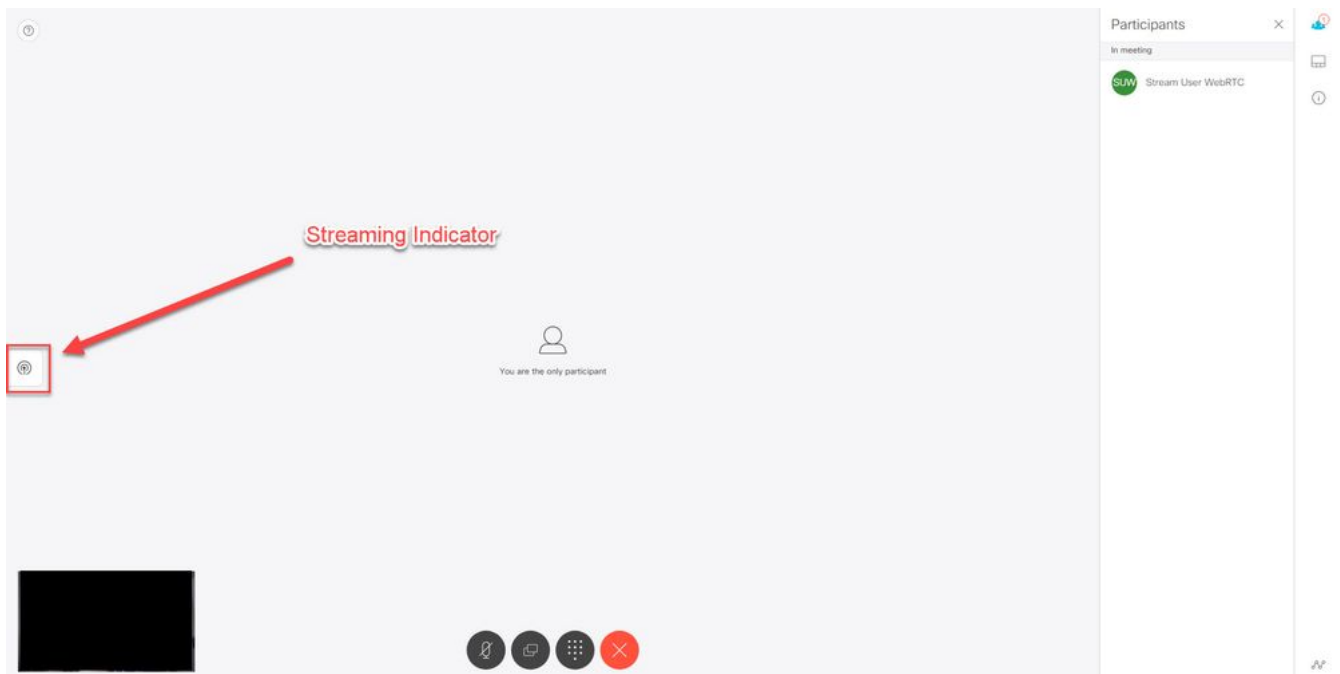 Participants
In meeting
SUW Stream User WebRTC
Streaming Indicator
You are the only participant